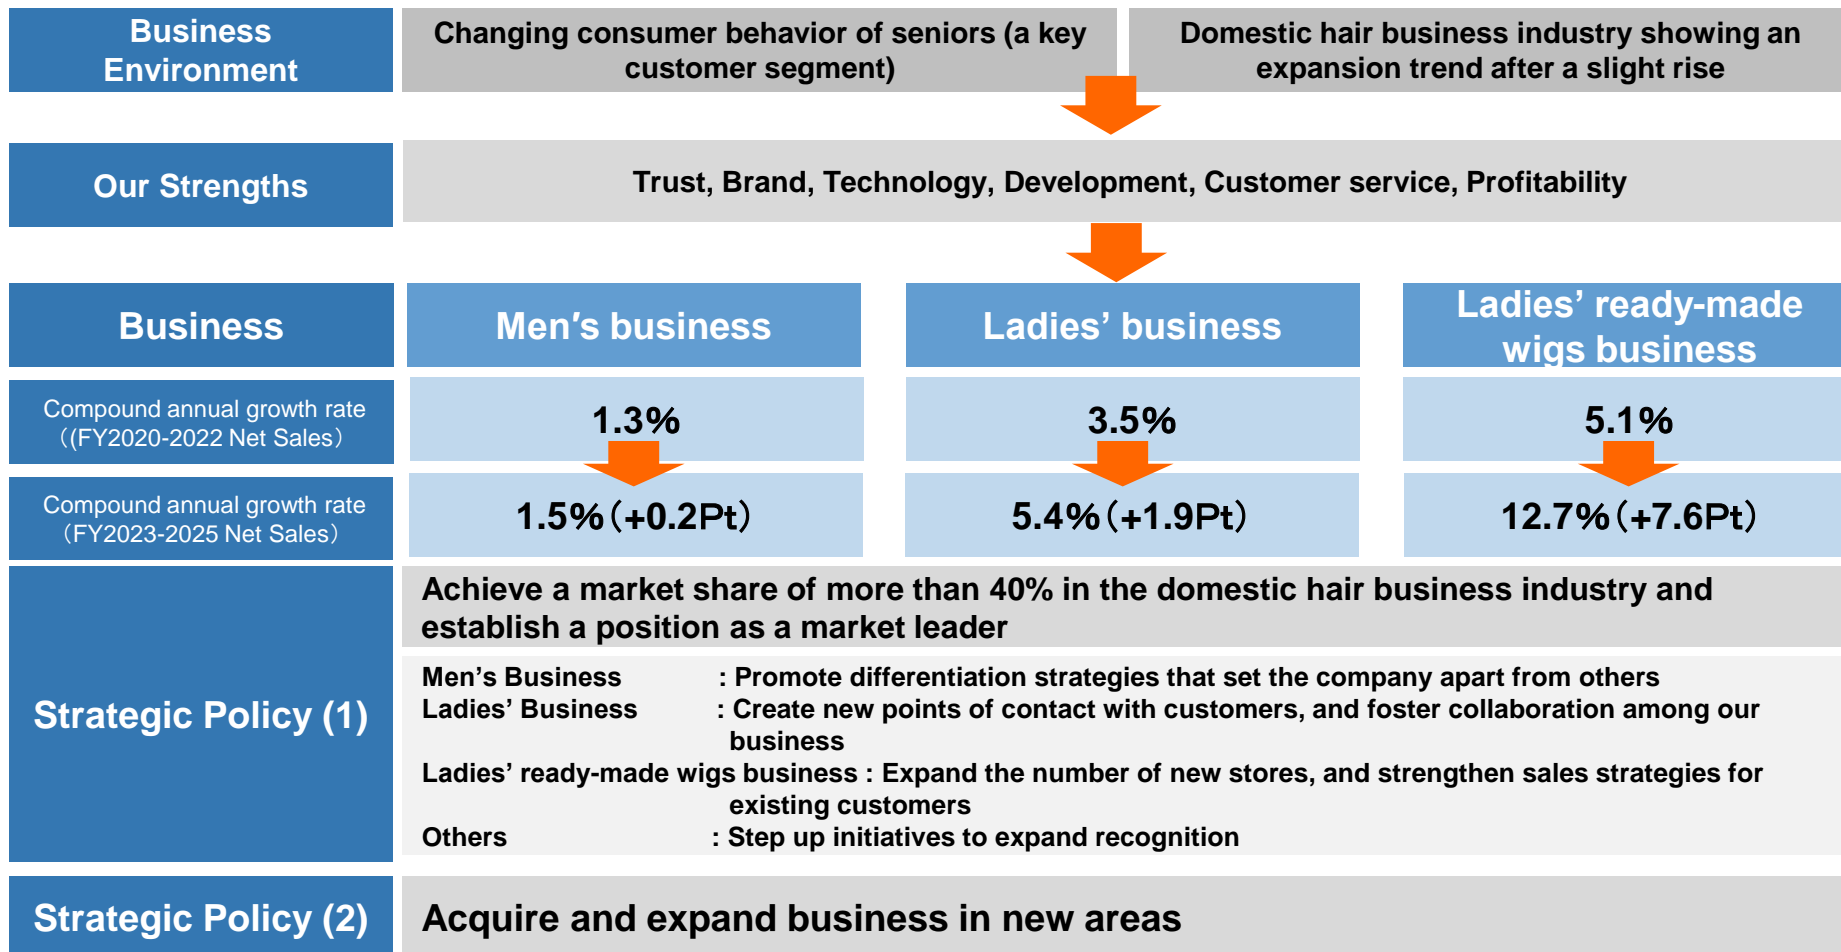 Business
Environment
Changing consumer behavior of seniors (a key
customer segment)
Domestic hair business industry showing an
expansion trend after a slight rise
Our Strengths
Trust, Brand, Technology, Development, Customer service, Profitability
Business
Men′s business
Ladies’ business
Ladies’ ready-made
wigs business
Compound annual growth rate
（(FY2020-2022 Net Sales）
1.3%
3.5%
5.1%
Compound annual growth rate
（FY2023-2025 Net Sales）
1.5%（+0.2Pt）
5.4%（+1.9Pt）
12.7%（+7.6Pt）
Strategic Policy (1)
Achieve a market share of more than 40% in the domestic hair business industry and
establish a position as a market leader
Men’s Business : Promote differentiation strategies that set the company apart from others
Ladies’ Business : Create new points of contact with customers, and foster collaboration among our
business
Ladies’ ready-made wigs business : Expand the number of new stores, and strengthen sales strategies for
existing customers
Others : Step up initiatives to expand recognition
Strategic Policy (2)
Acquire and expand business in new areas